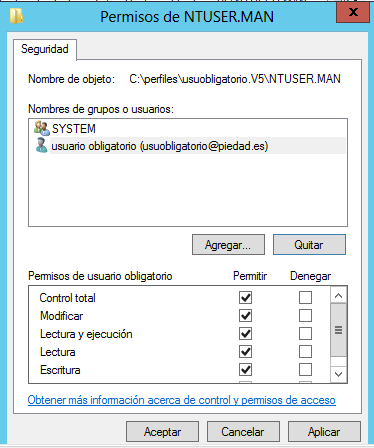 Permisos de NTUSER.MAN
x
Seguridad
Nombre de objeto: C:\perfiles\usuobligatorio.V5\NTUSER.MAN
Nombres de grupos o usuarios:
SYSTEM
usuario obligatorio (usuobligatorio@piedad.es)
Agregar... Quitar
Permisos de usuario obligatorio Permitir Denegar
Control total
Modificar
Lectura y ejecución
Lectura
Escritura
Obtener más información acerca de control y permisos de acceso
Aceptar Cancelar Aplicar